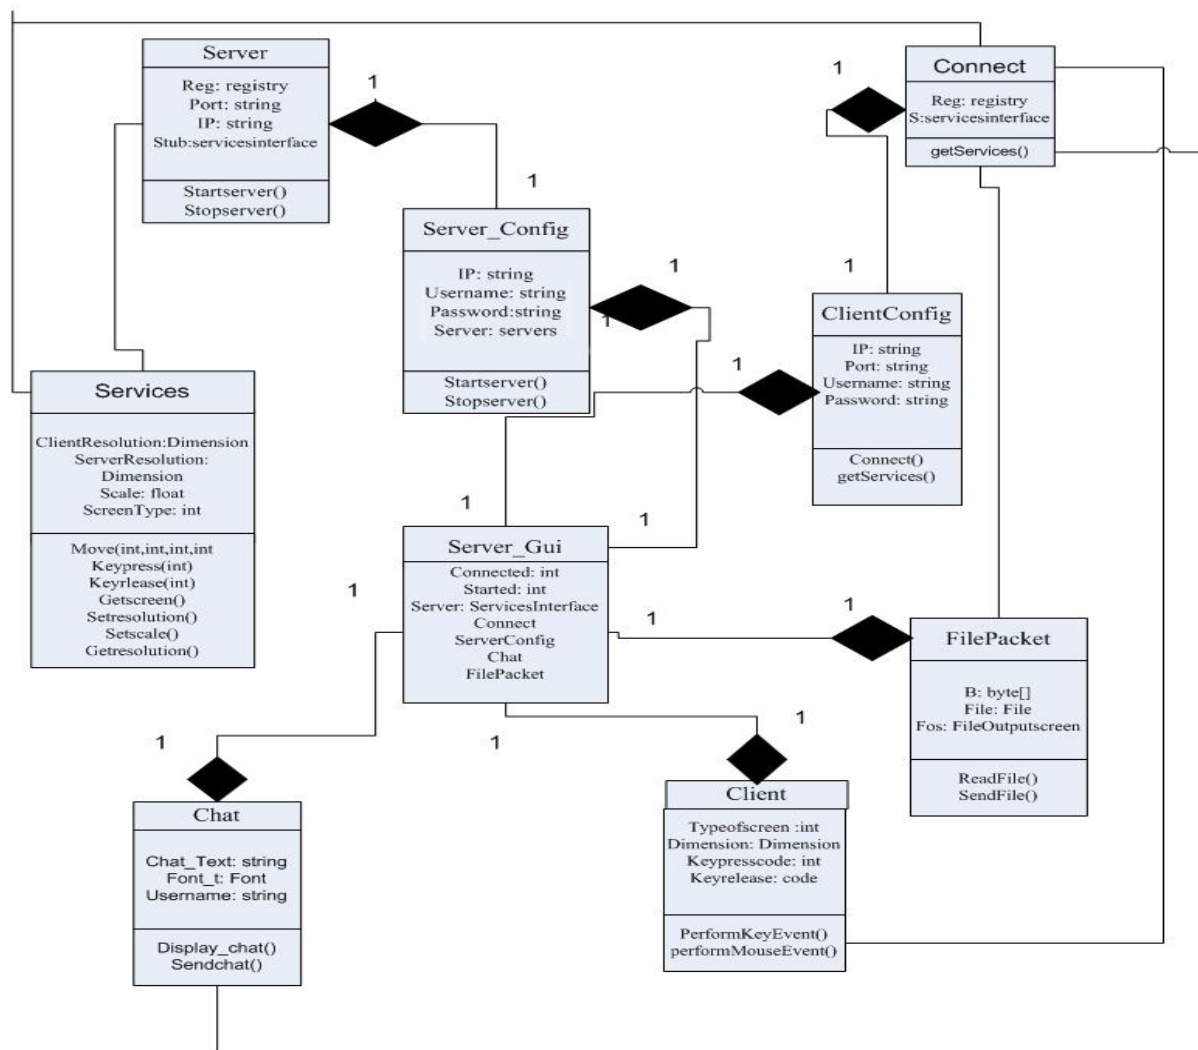 Server
Reg: registry
Port: string
IP: string
Stub:servicesinterface
Startserver()
Stopserver()
1
1
Server_Config
IP: string
Username: string
Password:string
Server: servers
Startserver()
Stopserver()
1
1
1
Connect
Reg: registry
S:servicesinterface
getServices()
1
1
ClientConfig
IP: string
Port: string
Username: string
Password: string
Connect()
getServices()
1
Services
ClientResolution:Dimension
ServerResolution:
Dimension
Scale: float
ScreenType: int
Move(int,int,int,int
Keypress(int)
Keyrlease(int)
Getscreen()
Setresolution()
Setscale()
Getresolution()
1
1
Server_Gui
Connected: int
Started: int
Server: ServicesInterface
Connect
ServerConfig
Chat
FilePacket
1
1
1
FilePacket
B: byte[]
File: File
Fos: FileOutputscreen
ReadFile()
SendFile()
1
1
1
Chat
Chat_Text: string
Font_t: Font
Username: string
Display_chat()
Sendchat()
Client
Typeofscreen :int
Dimension: Dimension
Keypresscode: int
Keyrelease: code
PerformKeyEvent()
performMouseEvent()